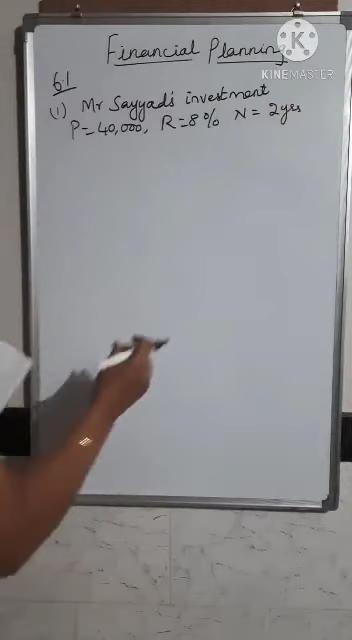 Financial Planning
KINEMASTER
6.1
(1) Mr Sayyad's investment
P=40,000, R=8% N= 2yrs